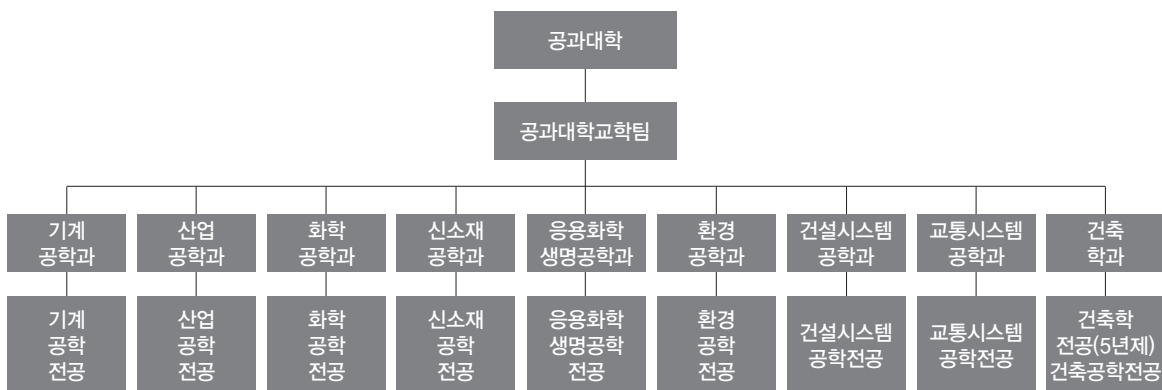 공과대학
공과대학교학팀
기계
공학과
산업
공학과
화학
공학과
신소재
공학과
응용화학
생명공학과
환경
공학과
건설시스템
공학과
교통시스템
공학과
건축
학과
기계
공학
전공
산업
공학
전공
화학
공학
전공
신소재
공학
전공
응용화학
생명공학
전공
환경
공학
전공
건설시스템
공학전공
교통시스템
공학전공
건축학
전공(5년제)
건축공학전공